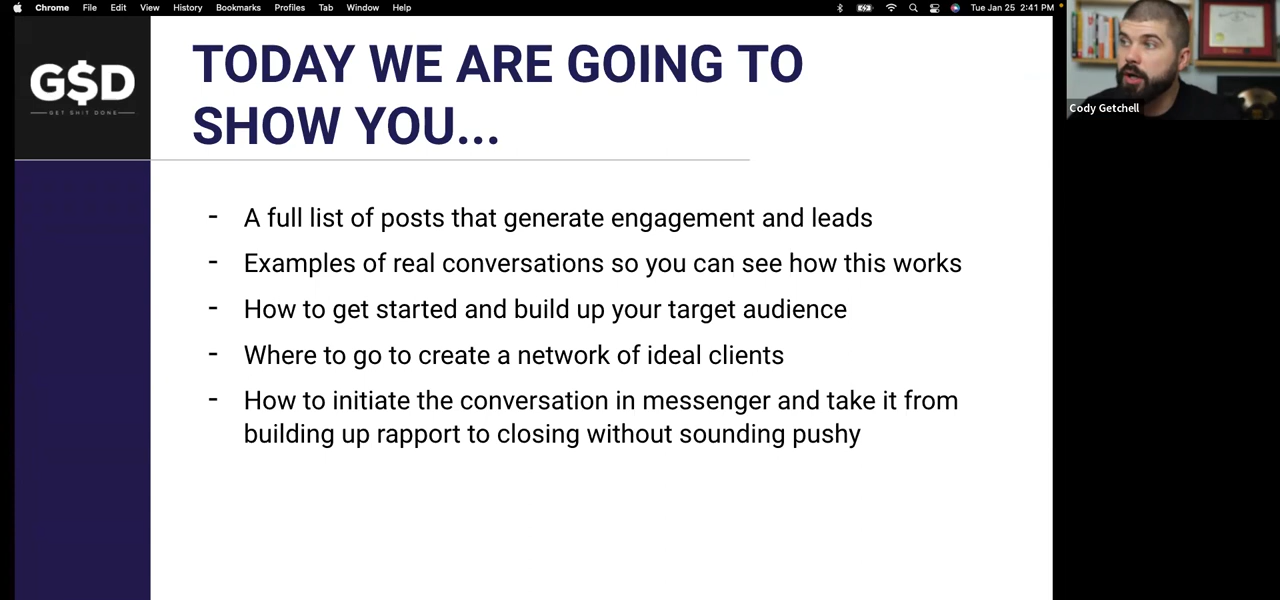 Chrome File Edit View History Bookmarks Profiles Tab Window Help Tue Jan 25 2:41 PM
G$D
GET SH!T DONE
TODAY WE ARE GOING TO
SHOW YOU...
- A full list of posts that generate engagement and leads
- Examples of real conversations so you can see how this works
- How to get started and build up your target audience
- Where to go to create a network of ideal clients
- How to initiate the conversation in messenger and take it from
building up rapport to closing without sounding pushy
Cody Getchell